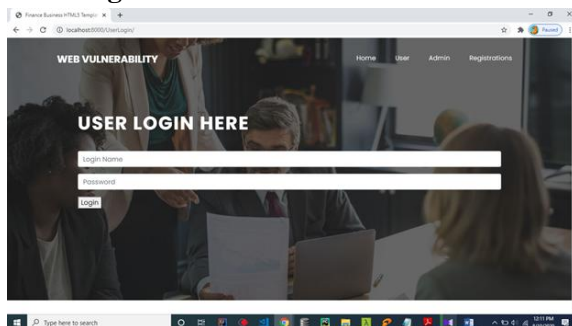 Finance Business HTML5 Templa
localhost:8000/UserLogin/
Paused
WEB VULNERABILITY
Home User Admin Registrations
USER LOGIN HERE
Login Name
Password
Login
Type here to search
12:11 PM